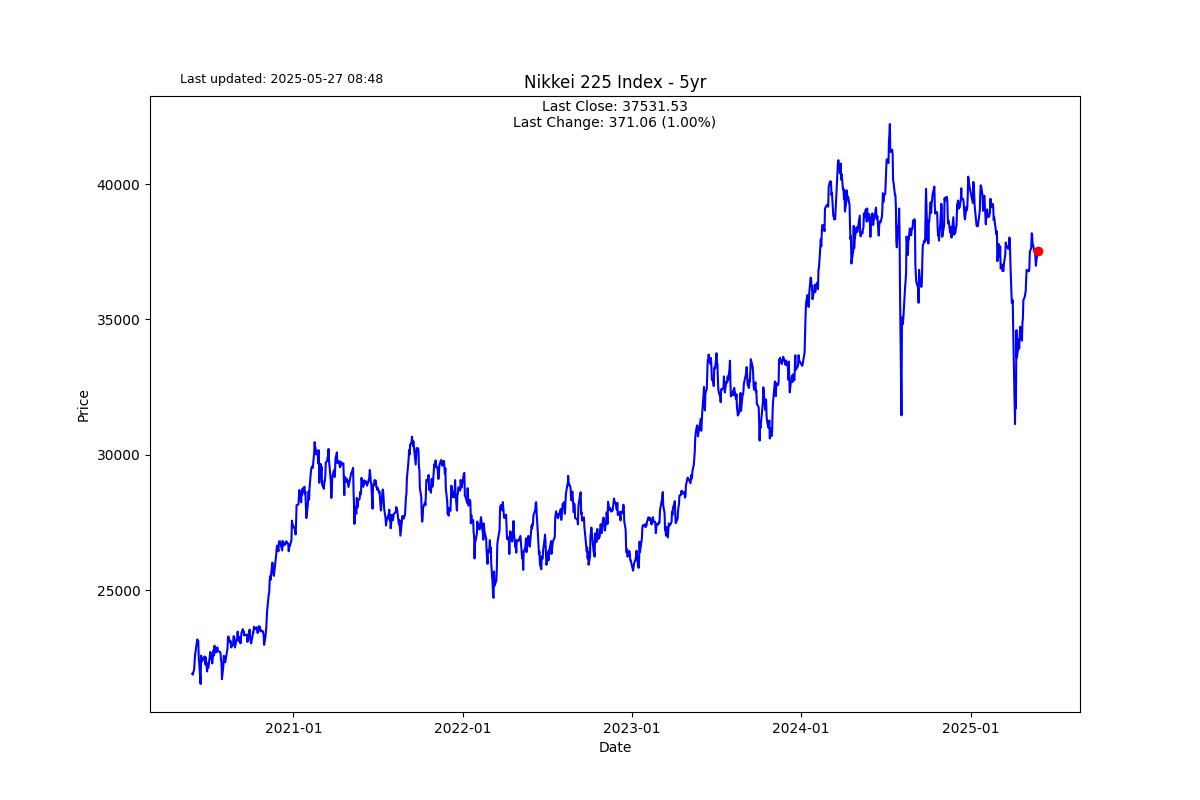 Last updated: 2025-05-27 08:48
Nikkei 225 Index - 5yr
Last Close: 37531.53
Last Change: 371.06 (1.00%)
Price
40000
35000
30000
25000
2021-01
2022-01
2023-01
2024-01
2025-01
Date